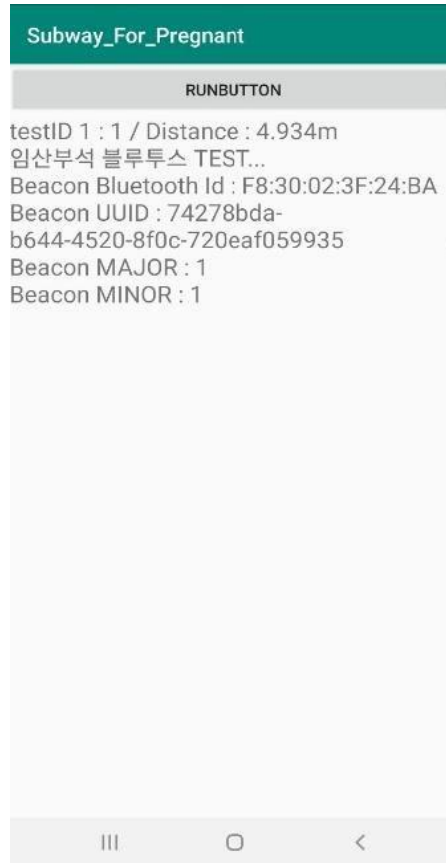 Subway_For_Pregnant
RUNBUTTON
testID 1 : 1 / Distance : 4.934m
임산부석 블루투스 TEST...
Beacon Bluetooth Id : F8:30:02:3F:24:BA
Beacon UUID : 74278bda-
b644-4520-8f0c-720eaf059935
Beacon MAJOR : 1
Beacon MINOR : 1